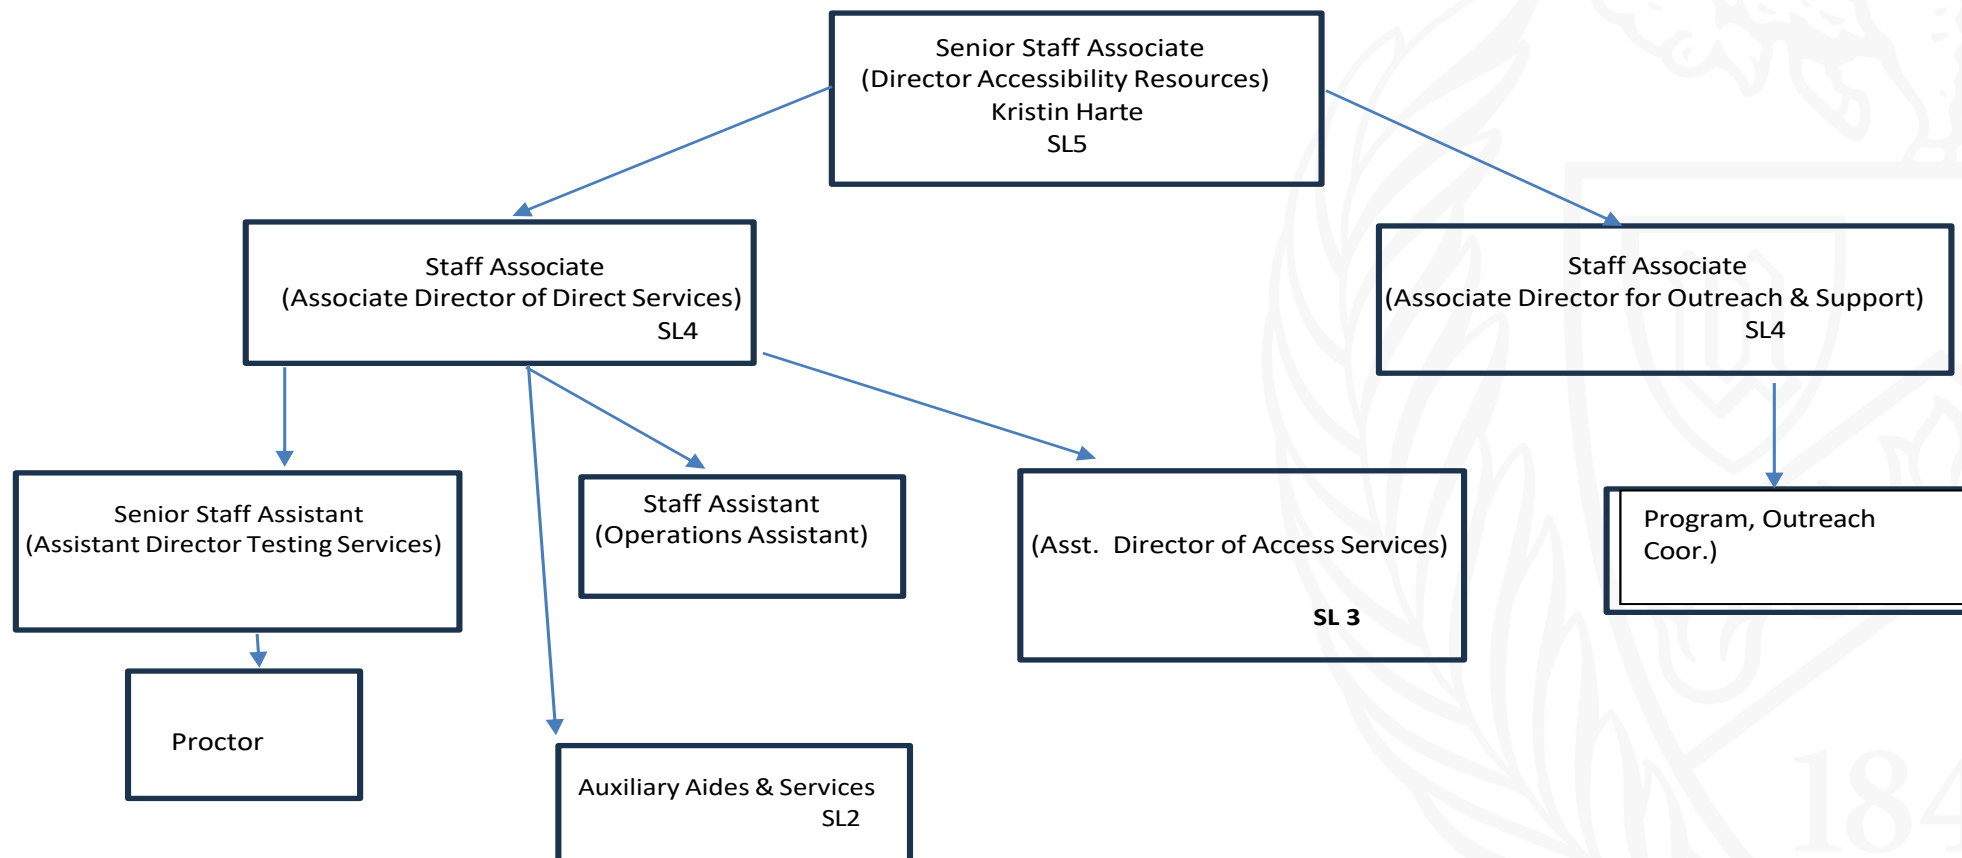 Senior Staff Associate
(Director Accessibility Resources)
Kristin Harte
SL5
Staff Associate
(Associate Director of Direct Services)
SL4
Staff Associate
(Associate Director for Outreach & Support)
SL4
Senior Staff Assistant
(Assistant Director Testing Services)
Staff Assistant
(Operations Assistant)
(Asst.  Director of Access Services)
SL 3
Program, Outreach
Coor.)
Proctor
Auxiliary Aides & Services
SL2